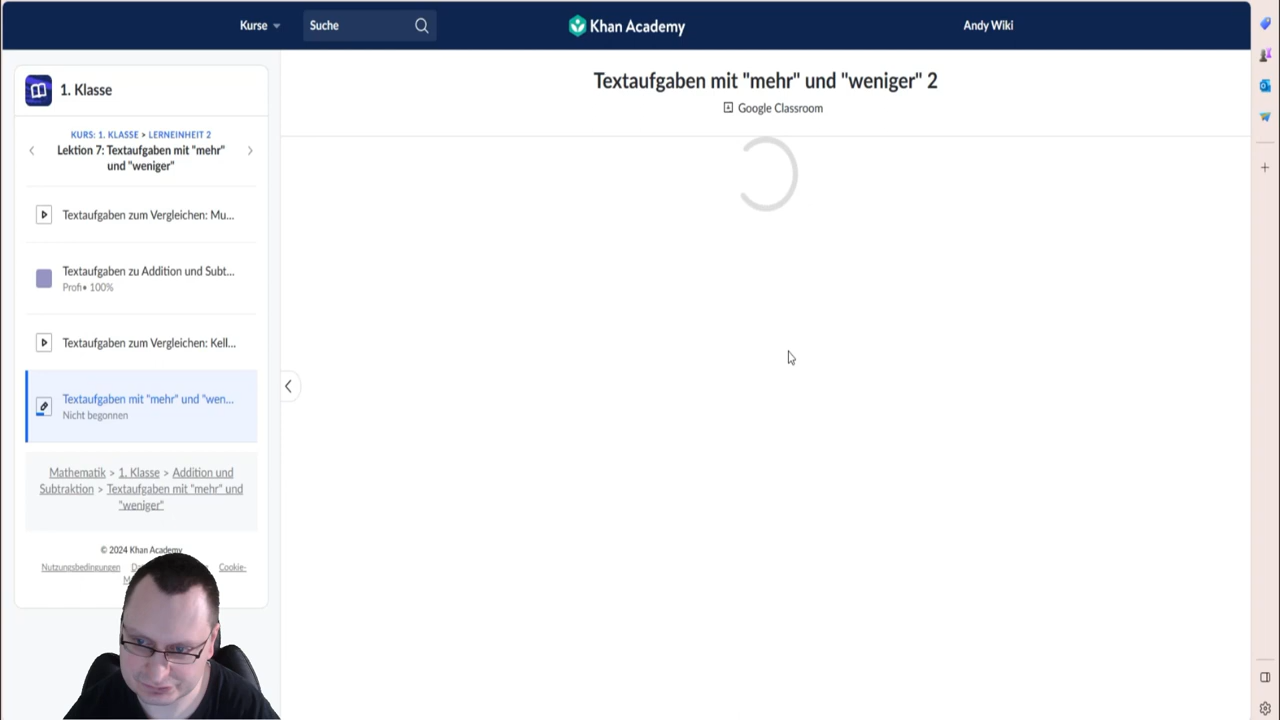 Kurse
Suche
Khan Academy
Andy Wiki
1. Klasse
KURS: 1. KLASSE > LERNEINHEIT 2
Lektion 7: Textaufgaben mit "mehr"
und "weniger"
Textaufgaben zum Vergleichen: Mu...
Textaufgaben zu Addition und Subt...
Profi• 100%
Textaufgaben zum Vergleichen: Kell...
Textaufgaben mit "mehr" und "wen...
Nicht begonnen
Mathematik > 1. Klasse > Addition und
Subtraktion > Textaufgaben mit "mehr" und
"weniger"
© 2024 Khan Academy
Nutzungsbedingungen Cookie-
Textaufgaben mit "mehr" und "weniger" 2
Google Classroom